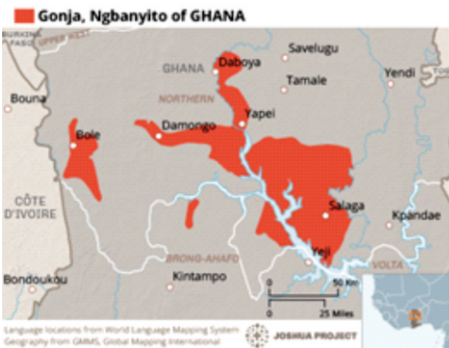 Gonja, Ngbanyito of GHANA
BURKINA
FASO
UPPER WEST
Savelugu
Daboya
GHANA
Yendi
TOGO
Tamale
NORTHERN
Bouna
Yapei
Damongo
Bole
CÔTE
D'IVOIRE
Salaga
Kpandae
Yeji
BRONG-AHAFO
VOLTA
Bondoukou
Kintampo
0 50 Km
0 25 Miles
Language locations from World Language Mapping System
Geography from GMMS, Global Mapping International
JOSHUA PROJECT